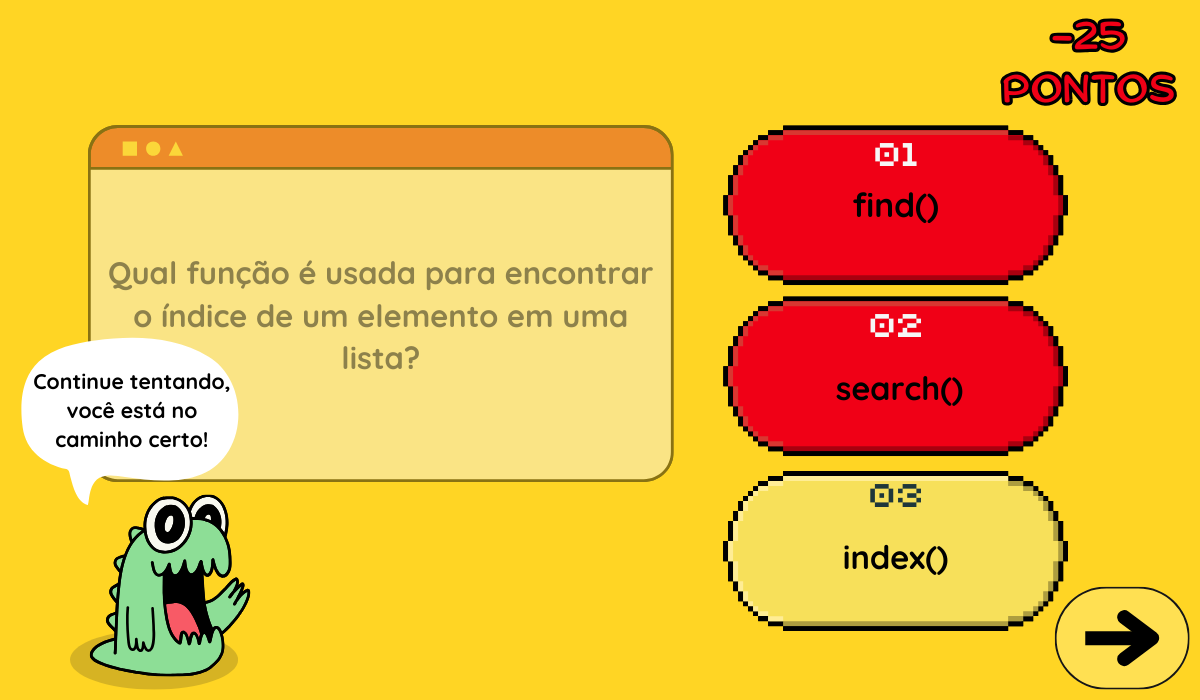 -25
PONTOS
Qual função é usada para encontrar
o índice de um elemento em uma
lista?
Continue tentando,
você está no
caminho certo!
01
find()
02
search()
03
index()